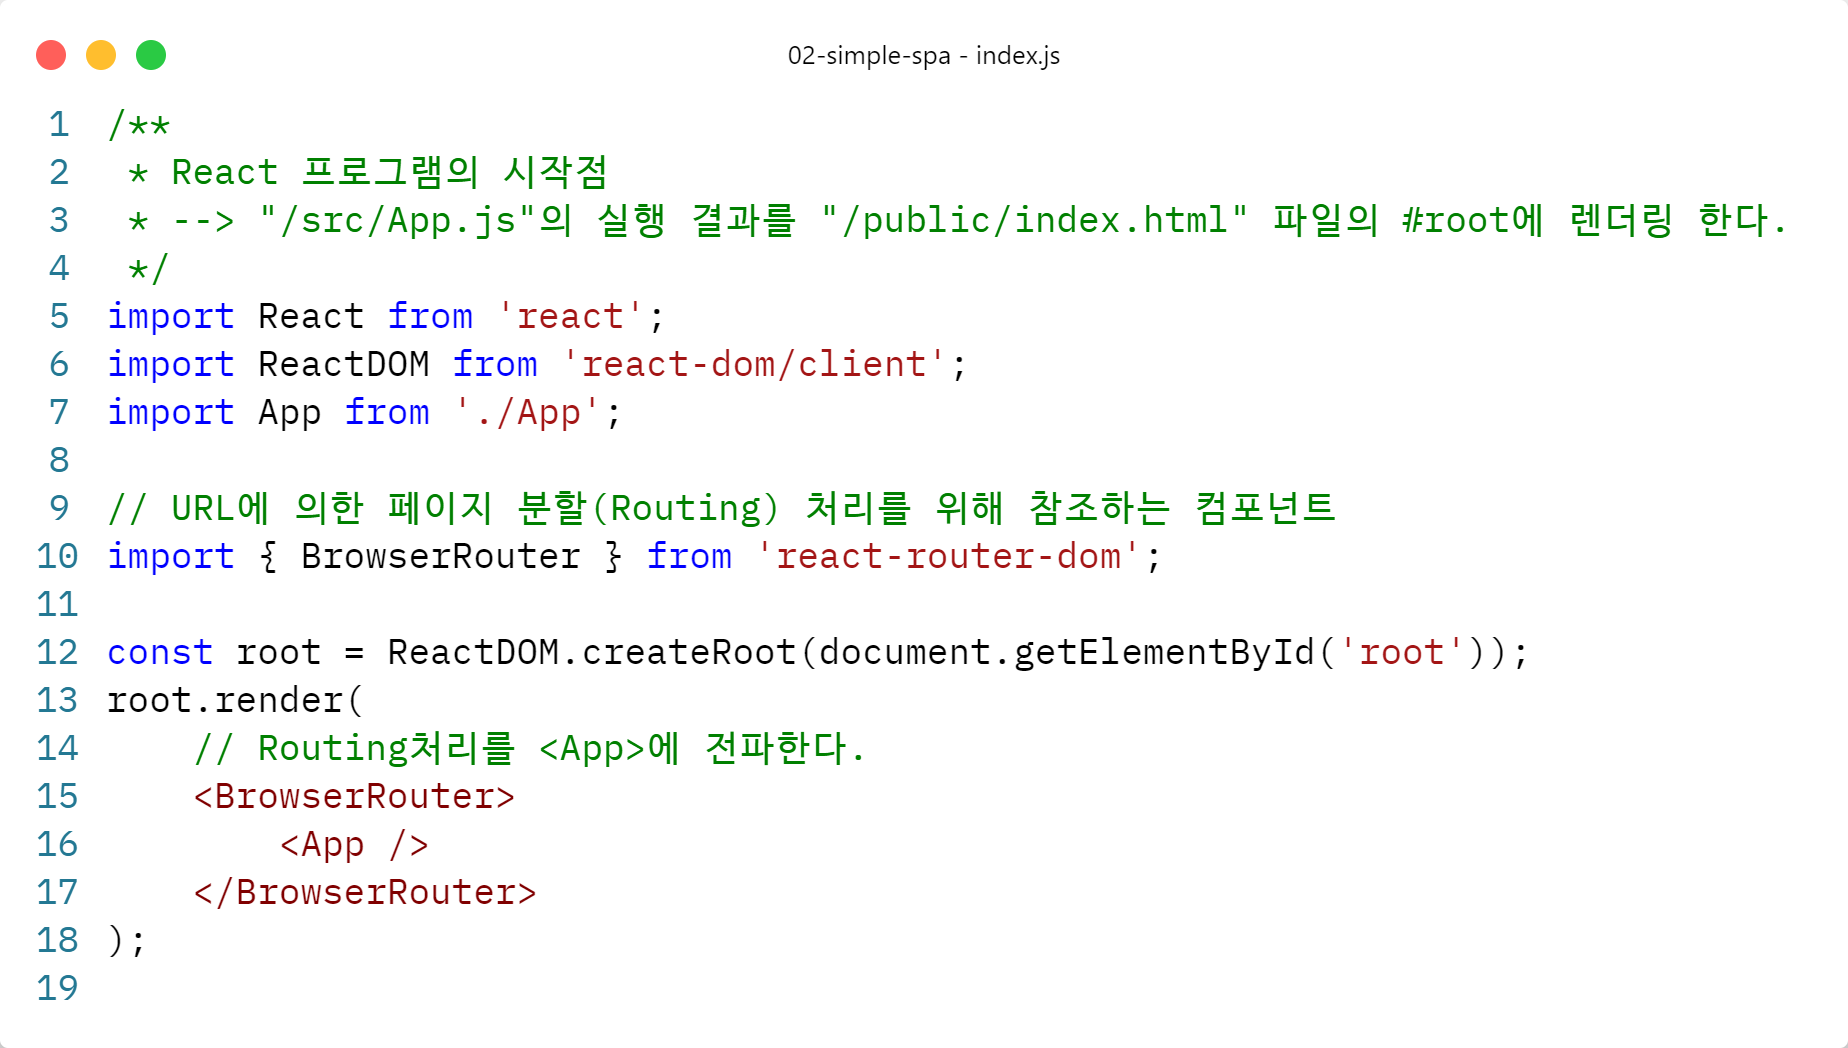 02-simple-spa - index.js
1 /**
2  * React 프로그램의 시작점
3  * --> "/src/App.js"의 실행 결과를 "/public/index.html" 파일의 #root에 렌더링 한다.
4  */
5 import React from 'react';
6 import ReactDOM from 'react-dom/client';
7 import App from './App';
8
9 // URL에 의한 페이지 분할(Routing) 처리를 위해 참조하는 컴포넌트
10 import { BrowserRouter } from 'react-router-dom';
11
12 const root = ReactDOM.createRoot(document.getElementById('root'));
13 root.render(
14     // Routing처리를 <App>에 전파한다.
15     <BrowserRouter>
16         <App />
17     </BrowserRouter>
18 );
19